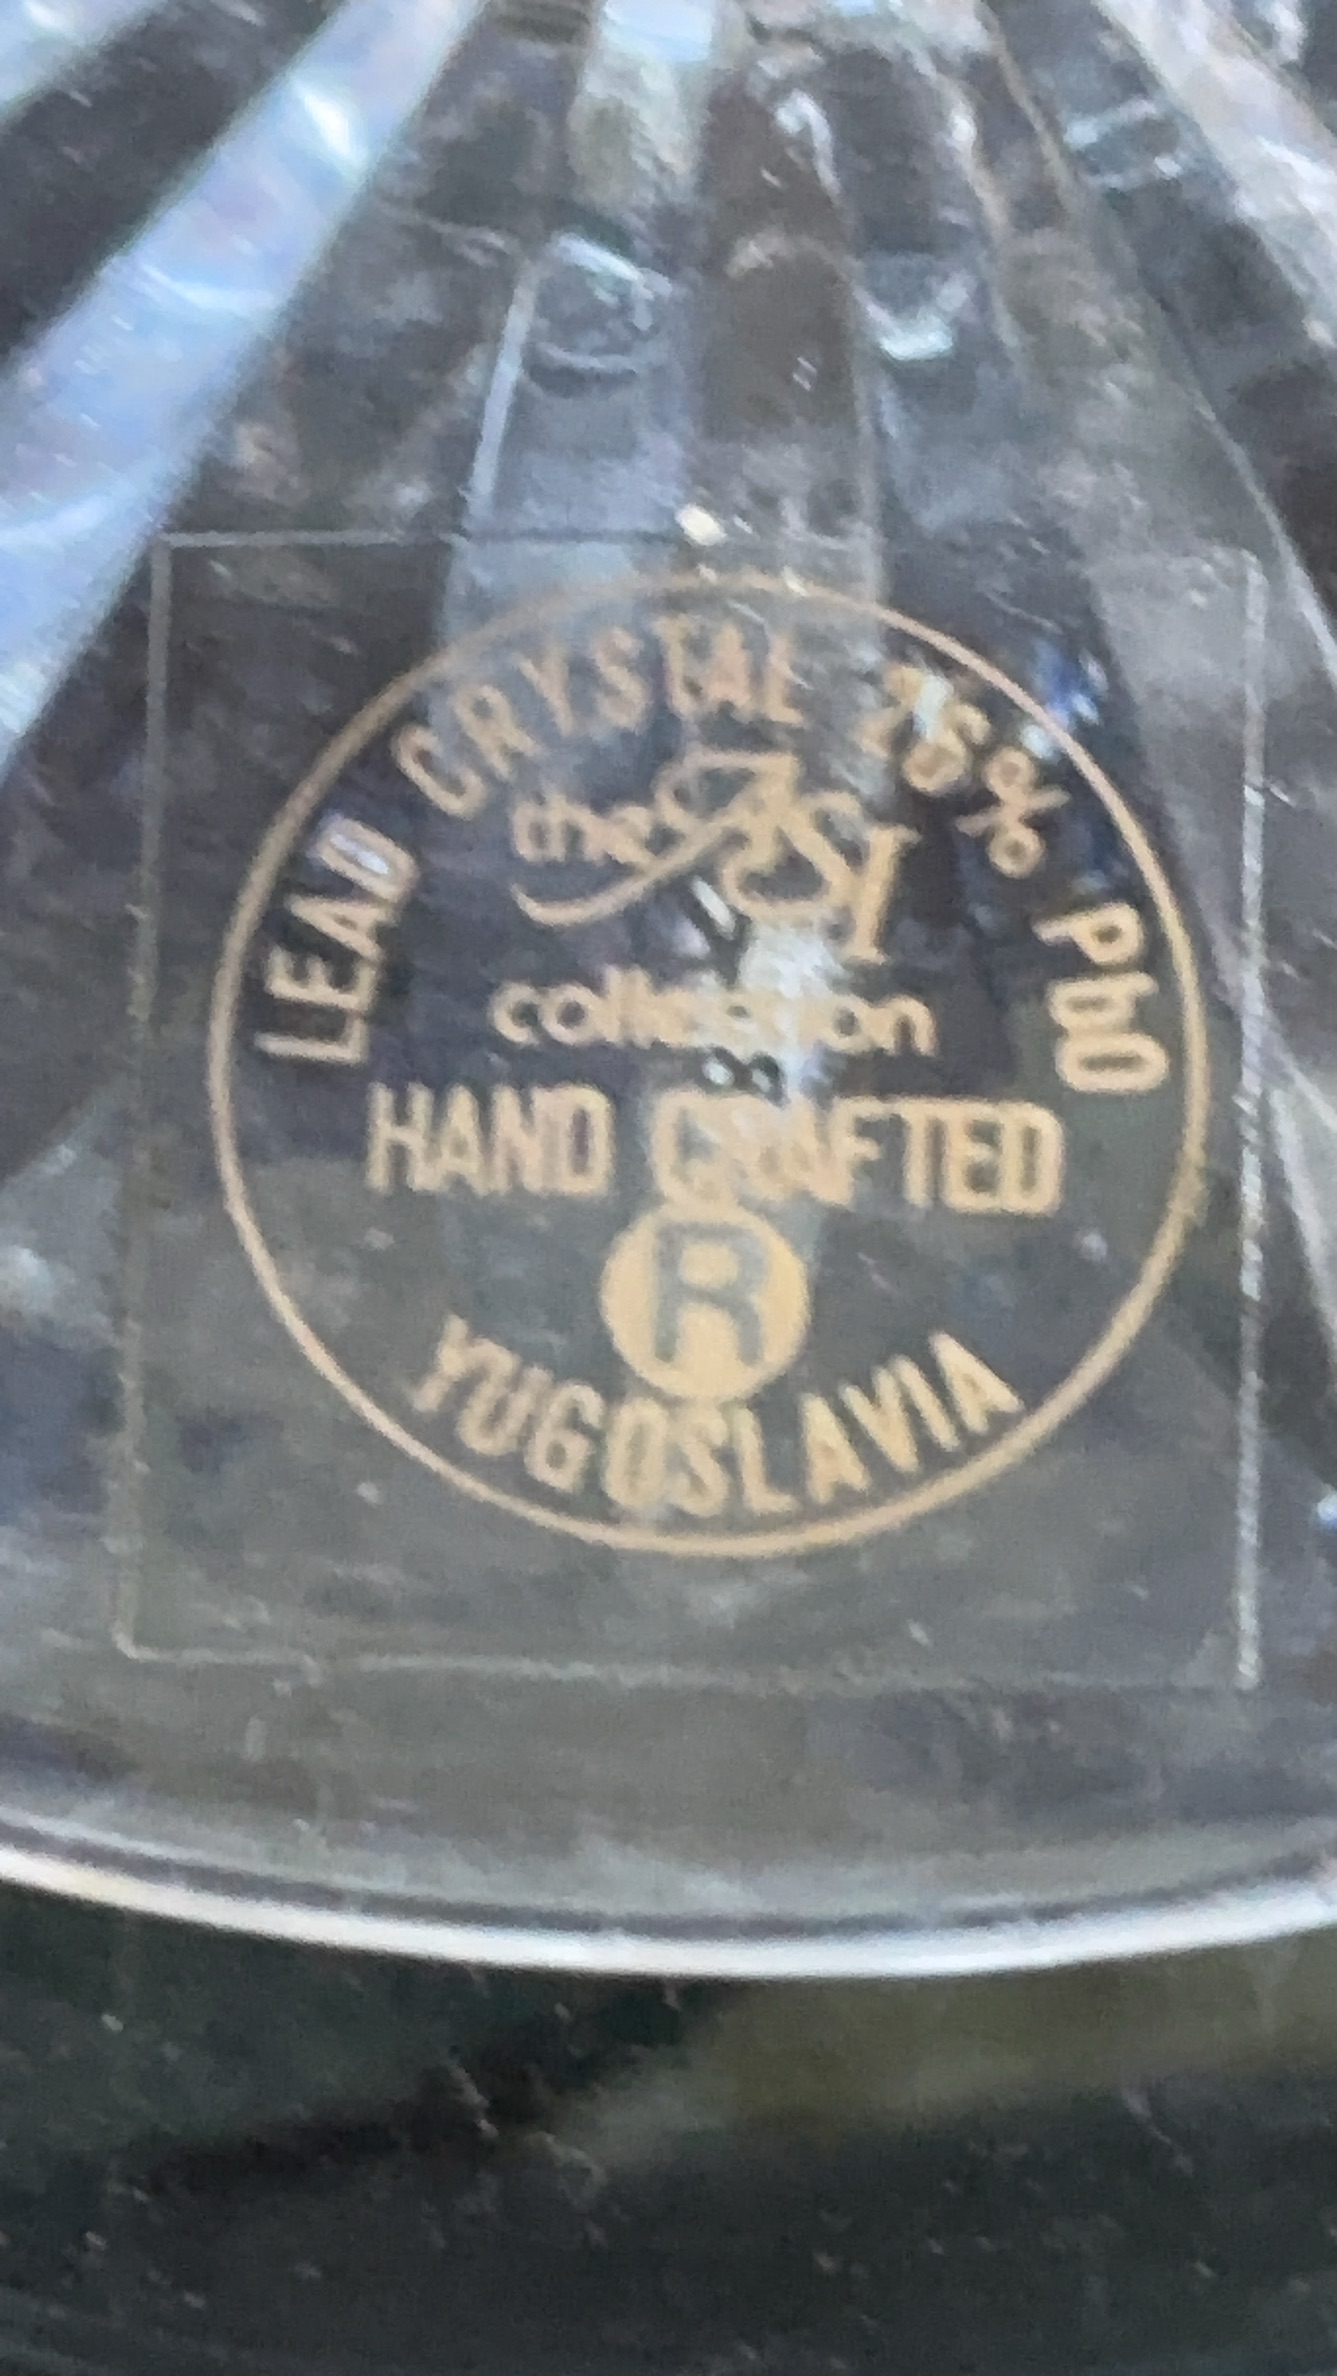 LEAD CRYSTAL 25% PbO
the
collection
HAND CRAFTED
R
YUGOSLAVIA